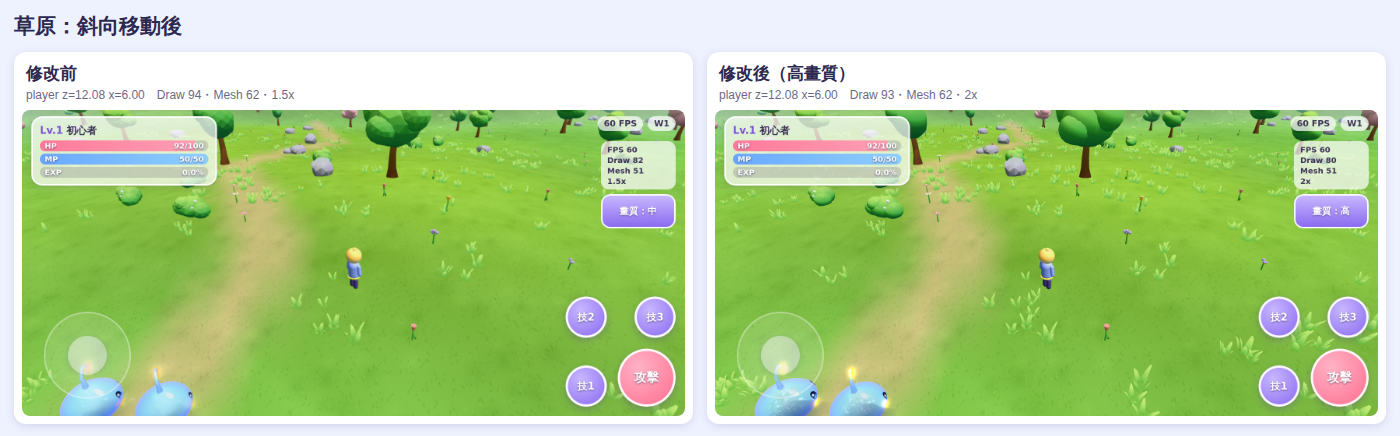 草原：斜向移動後
修改前
player z=12.08 x=6.00 Draw 94・Mesh 62・1.5x
Lv.1 初心者
HP 92/100
MP 50/50
EXP 0.0%
60 FPS W1
FPS 60
Draw 82
Mesh 51
1.5x
畫質：中
技2
技3
技1
攻擊
修改後（高畫質）
player z=12.08 x=6.00 Draw 93・Mesh 62・2x
Lv.1 初心者
HP 92/100
MP 50/50
EXP 0.0%
60 FPS W1
FPS 60
Draw 80
Mesh 51
2x
畫質：高
技2
技3
技1
攻擊